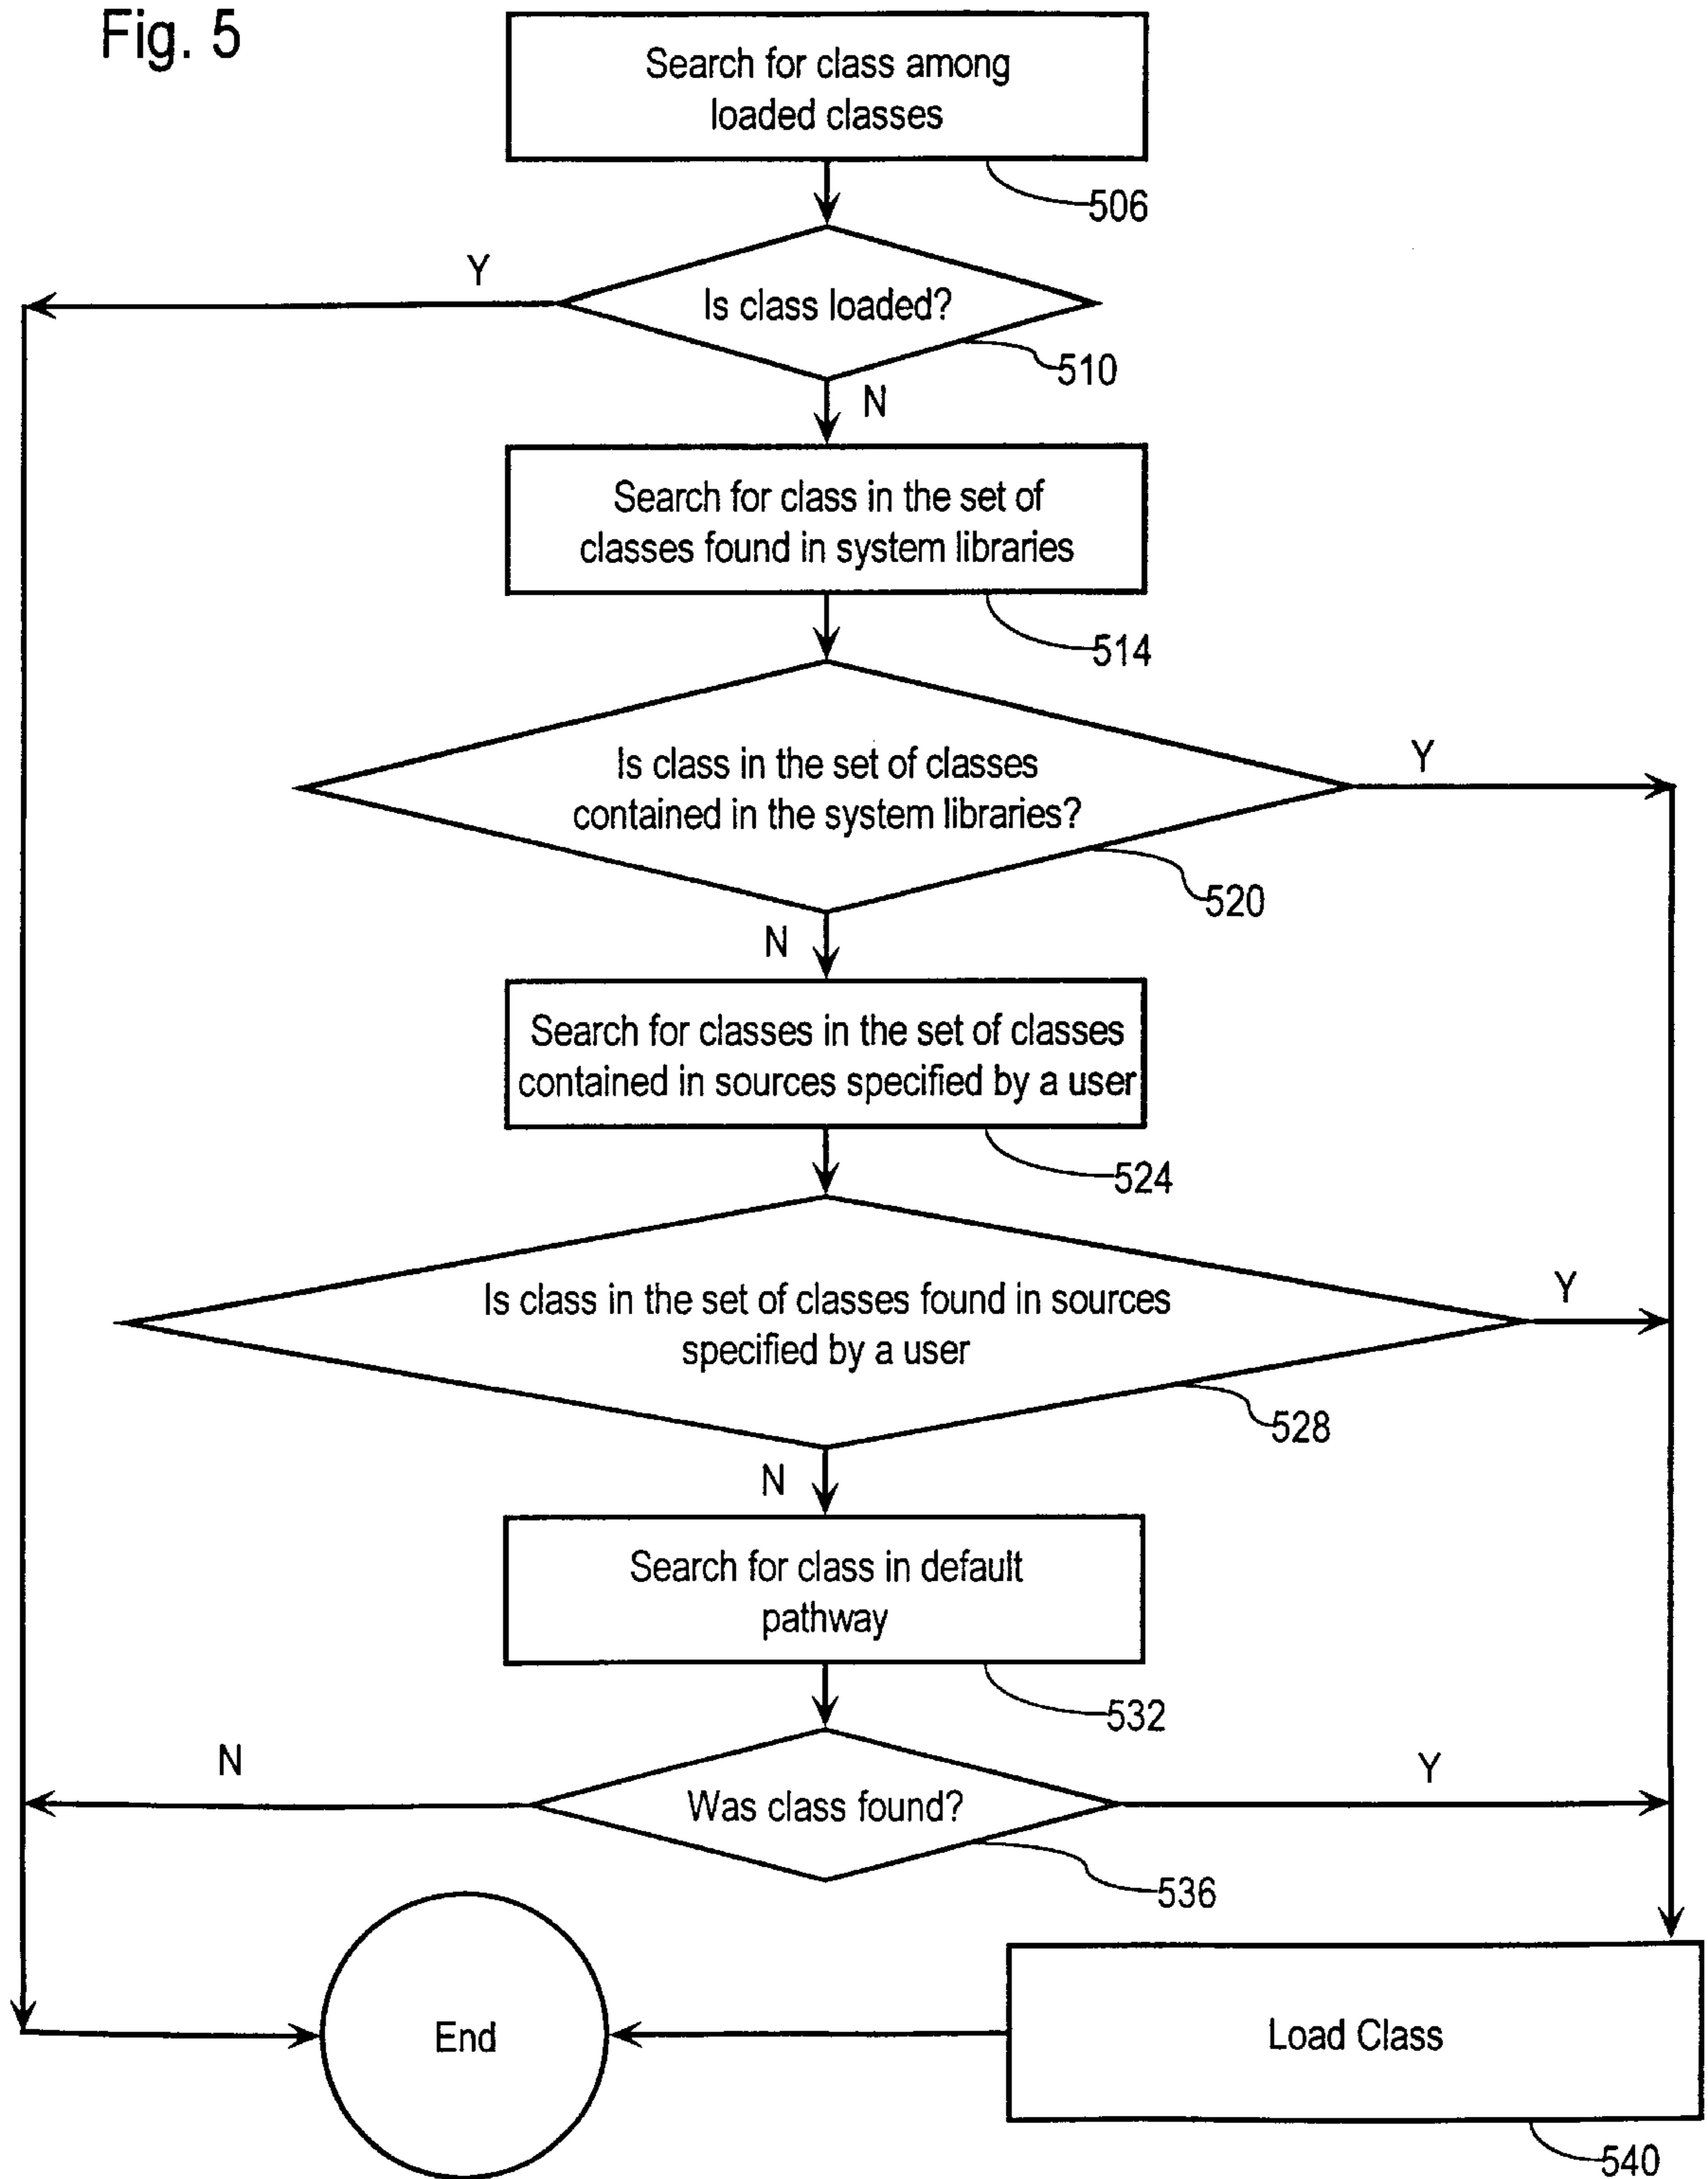 Fig. 5
Search for class among
loaded classes
506
Y
Is class loaded?
510
N
Search for class in the set of
classes found in system libraries
514
Is class in the set of classes
contained in the system libraries?
Y
520
N
Search for classes in the set of classes
contained in sources specified by a user
524
Is class in the set of classes found in sources
specified by a user
Y
528
N
Search for class in default
pathway
532
N
Was class found?
Y
536
End
Load Class
540